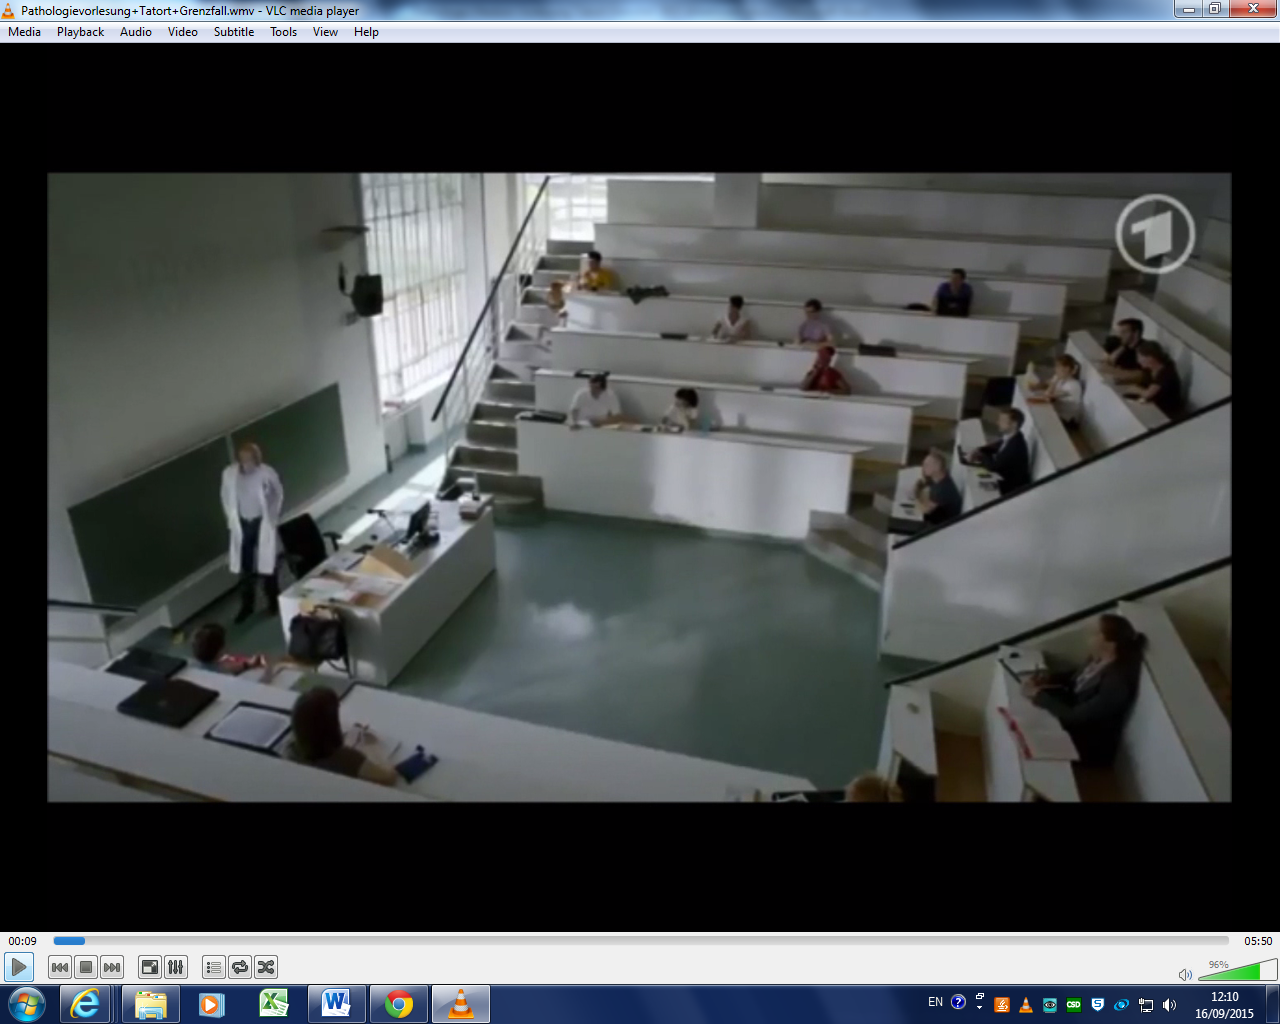 Pathologievorlesung+Tatort+Grenzfall.wmv - VLC media player
Media Playback Audio Video Subtitle Tools View Help
1
00:09 05:50
96%
EN 12:10
16/09/2015